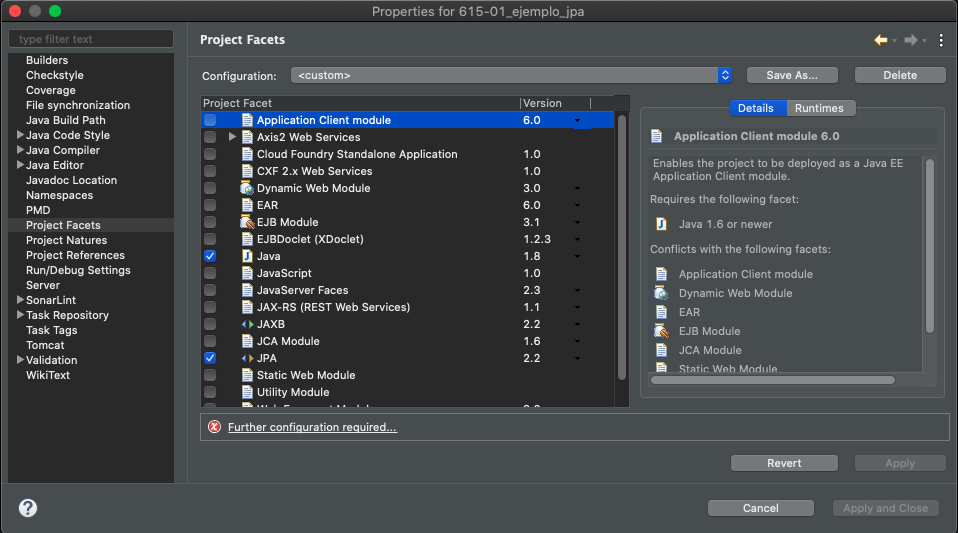 Properties for 615-01_ejemplo_jpa
type filter text
Builders
Checkstyle
Coverage
File synchronization
Java Build Path
Java Code Style
Java Compiler
Java Editor
Javadoc Location
Namespaces
PMD
Project Facets
Project Natures
Project References
Run/Debug Settings
Server
SonarLint
Task Repository
Task Tags
Tomcat
Validation
WikiText
Project Facets
Configuration: <custom> Save As... Delete
Project Facet Version
Application Client module 6.0
Axis2 Web Services
Cloud Foundry Standalone Application 1.0
CXF 2.x Web Services 1.0
Dynamic Web Module 3.0
EAR 6.0
EJB Module 3.1
EJBDoclet (XDoclet) 1.2.3
Java 1.8
JavaScript 1.0
JavaServer Faces 2.3
JAX-RS (REST Web Services) 1.1
JAXB 2.2
JCA Module 1.6
JPA 2.2
Static Web Module
Utility Module
Details Runtimes
Application Client module 6.0
Enables the project to be deployed as a Java EE
Application Client module.
Requires the following facet:
Java 1.6 or newer
Conflicts with the following facets:
Application Client module
Dynamic Web Module
EAR
EJB Module
JCA Module
Static Web Module
Further configuration required...
Revert Apply
? Cancel Apply and Close